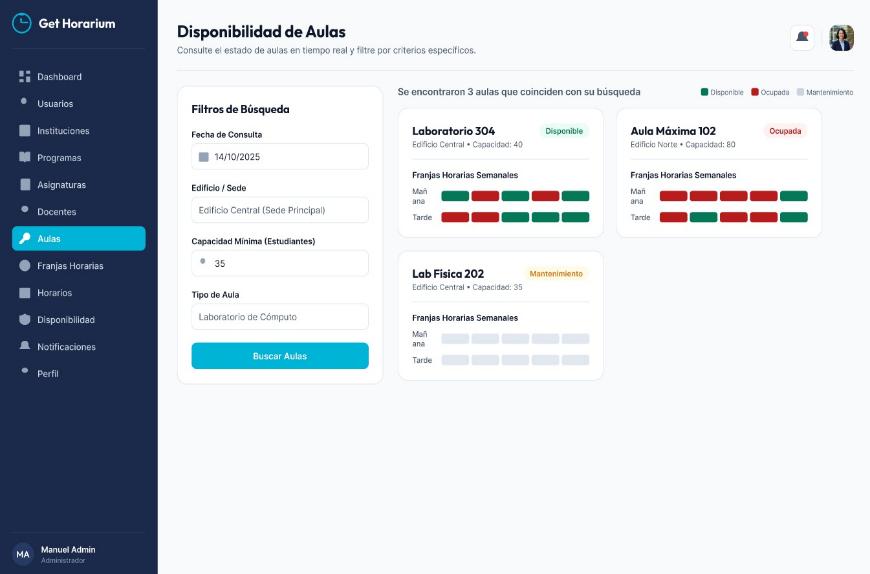 Get Horarium
Dashboard
Usuarios
Instituciones
Programas
Asignaturas
Docentes
Aulas
Franjas Horarias
Horarios
Disponibilidad
Notificaciones
Perfil
MA
Manuel Admin
Administrador
Disponibilidad de Aulas
Consulte el estado de aulas en tiempo real y filtre por criterios específicos.
Filtros de Búsqueda
Fecha de Consulta
14/10/2025
Edificio / Sede
Edificio Central (Sede Principal)
Capacidad Mínima (Estudiantes)
35
Tipo de Aula
Laboratorio de Cómputo
Buscar Aulas
Se encontraron 3 aulas que coinciden con su búsqueda
Disponible
Ocupada
Mantenimiento
Laboratorio 304
Disponible
Edificio Central • Capacidad: 40
Franjas Horarias Semanales
Mañ
ana
Tarde
Aula Máxima 102
Ocupada
Edificio Norte • Capacidad: 80
Franjas Horarias Semanales
Mañ
ana
Tarde
Lab Física 202
Mantenimiento
Edificio Central • Capacidad: 35
Franjas Horarias Semanales
Mañ
ana
Tarde